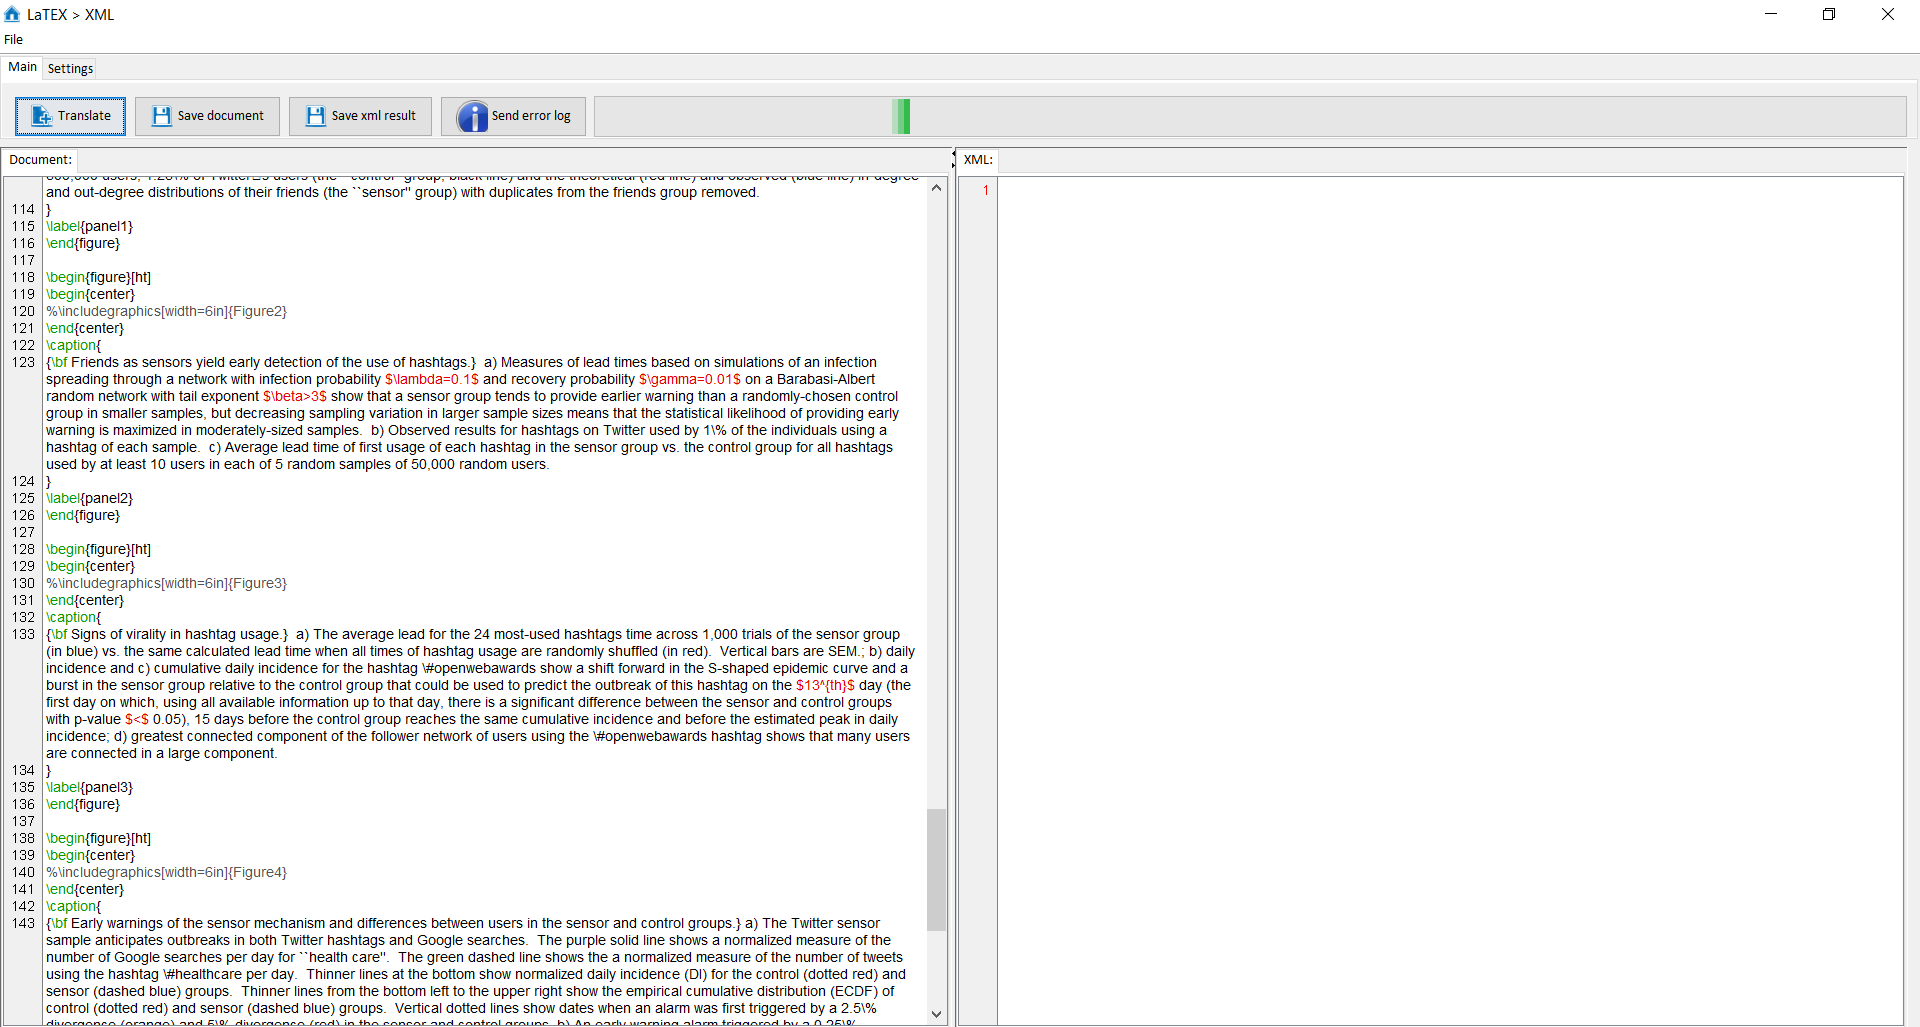 LaTEX > XML
File
Main
Settings
Translate
Save document
Save xml result
Send error log
Document:
and out-degree distributions of their friends (the ``sensor'' group) with duplicates from the friends group removed.
114 }
115 \label{panel1}
116 \end{figure}
117
118 \begin{figure}[ht]
119 \begin{center}
120 %\includegraphics[width=6in]{Figure2}
121 \end{center}
122 \caption{
123 {\bf Friends as sensors yield early detection of the use of hashtags.}  a) Measures of lead times based on simulations of an infection
spreading through a network with infection probability $\lambda=0.1$ and recovery probability $\gamma=0.01$ on a Barabasi-Albert
random network with tail exponent $\beta>3$ show that a sensor group tends to provide earlier warning than a randomly-chosen control
group in smaller samples, but decreasing sampling variation in larger sample sizes means that the statistical likelihood of providing early
warning is maximized in moderately-sized samples.  b) Observed results for hashtags on Twitter used by 1\% of the individuals using a
hashtag of each sample.  c) Average lead time of first usage of each hashtag in the sensor group vs. the control group for all hashtags
used by at least 10 users in each of 5 random samples of 50,000 random users.
124 }
125 \label{panel2}
126 \end{figure}
127
128 \begin{figure}[ht]
129 \begin{center}
130 %\includegraphics[width=6in]{Figure3}
131 \end{center}
132 \caption{
133 {\bf Signs of virality in hashtag usage.}  a) The average lead for the 24 most-used hashtags time across 1,000 trials of the sensor group
(in blue) vs. the same calculated lead time when all times of hashtag usage are randomly shuffled (in red).  Vertical bars are SEM.; b) daily
incidence and c) cumulative daily incidence for the hashtag \#openwebawards show a shift forward in the S-shaped epidemic curve and a
burst in the sensor group relative to the control group that could be used to predict the outbreak of this hashtag on the $13^{th}$ day (the
first day on which, using all available information up to that day, there is a significant difference between the sensor and control groups
with p-value $<$ 0.05), 15 days before the control group reaches the same cumulative incidence and before the estimated peak in daily
incidence; d) greatest connected component of the follower network of users using the \#openwebawards hashtag shows that many users
are connected in a large component.
134 }
135 \label{panel3}
136 \end{figure}
137
138 \begin{figure}[ht]
139 \begin{center}
140 %\includegraphics[width=6in]{Figure4}
141 \end{center}
142 \caption{
143 {\bf Early warnings of the sensor mechanism and differences between users in the sensor and control groups.} a) The Twitter sensor
sample anticipates outbreaks in both Twitter hashtags and Google searches.  The purple solid line shows a normalized measure of the
number of Google searches per day for ``health care''.  The green dashed line shows the a normalized measure of the number of tweets
using the hashtag \#healthcare per day.  Thinner lines at the bottom show normalized daily incidence (DI) for the control (dotted red) and
sensor (dashed blue) groups.  Thinner lines from the bottom left to the upper right show the empirical cumulative distribution (ECDF) of
control (dotted red) and sensor (dashed blue) groups.  Vertical dotted lines show dates when an alarm was first triggered by a 2.5\%
divergence (orange) and 5\% divergence (red) in the sensor and control groups. b) An early warning alarm triggered by a 0.25\%
XML:
1